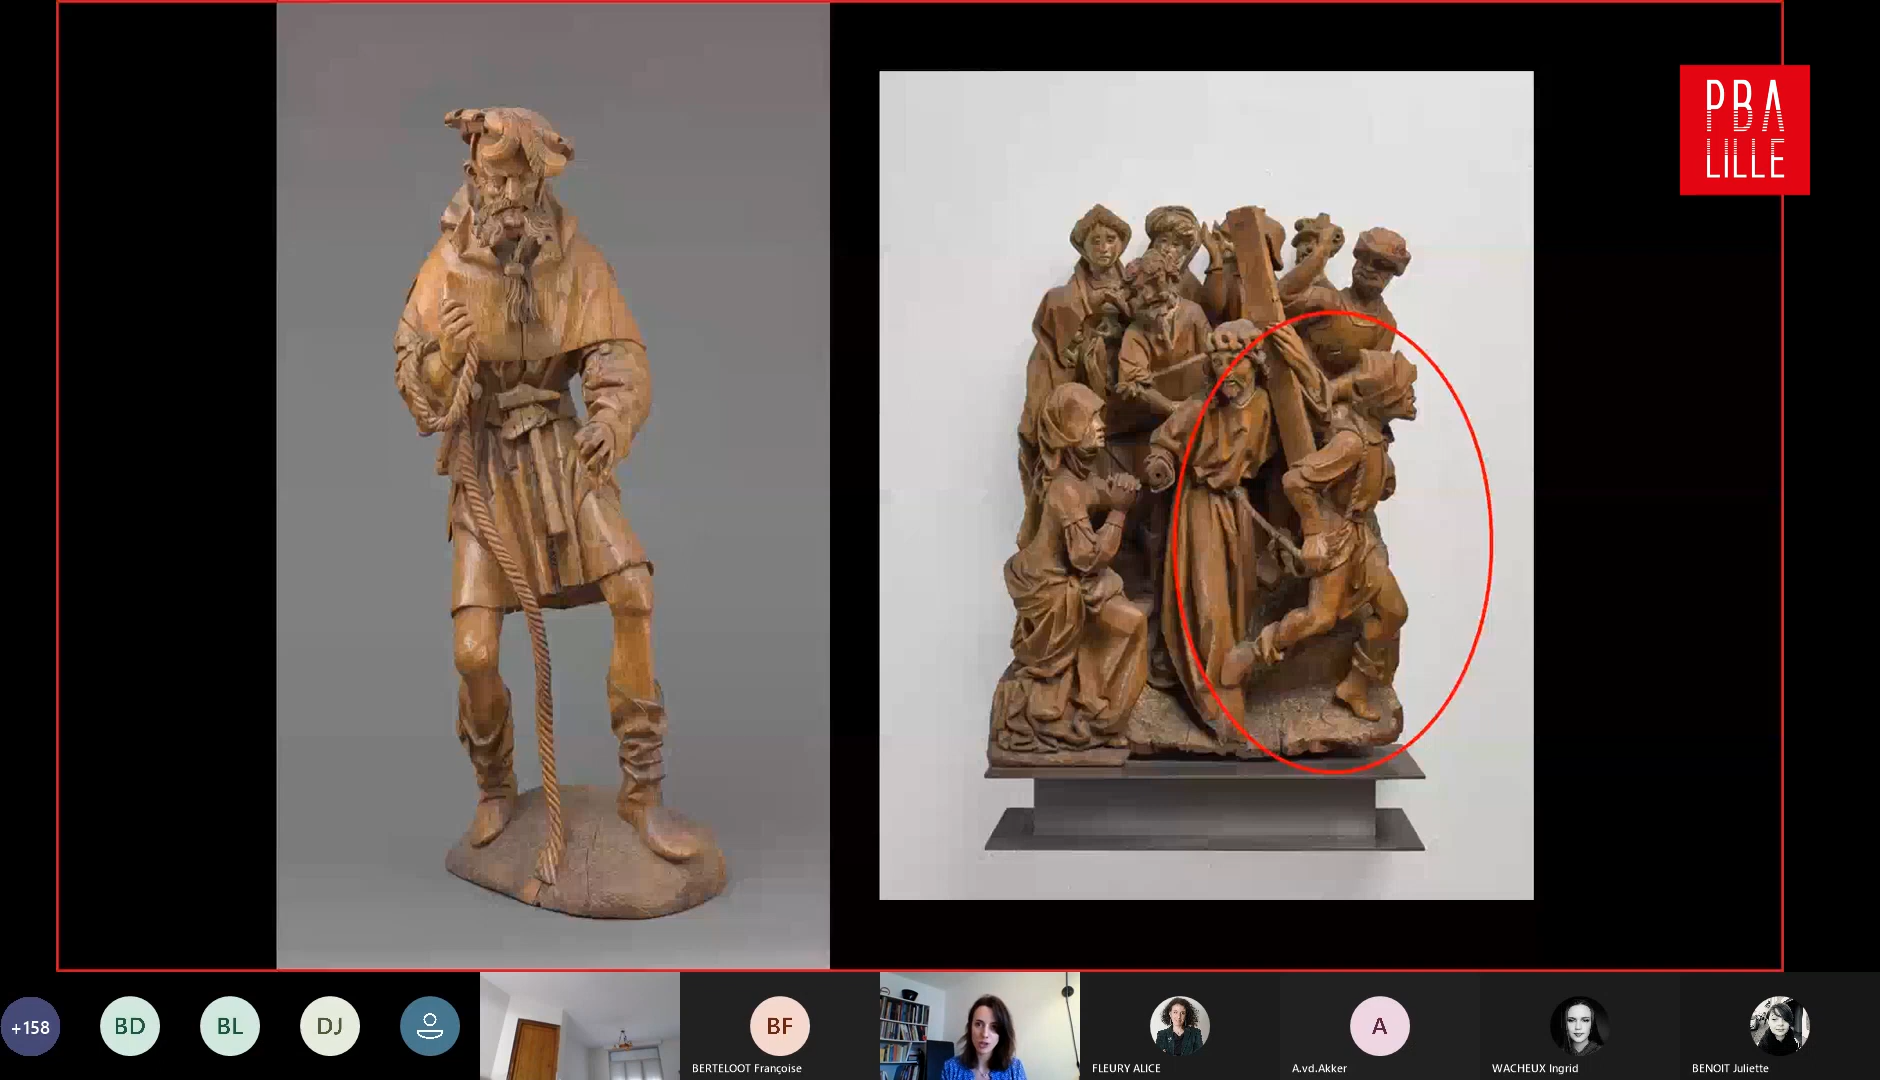 PBA
LILLE
+158
BD
BL
DJ
BF
BERTELOOT Françoise
FLEURY ALICE
A
A.vd.Akker
WACHEUX Ingrid
BENOIT Juliette